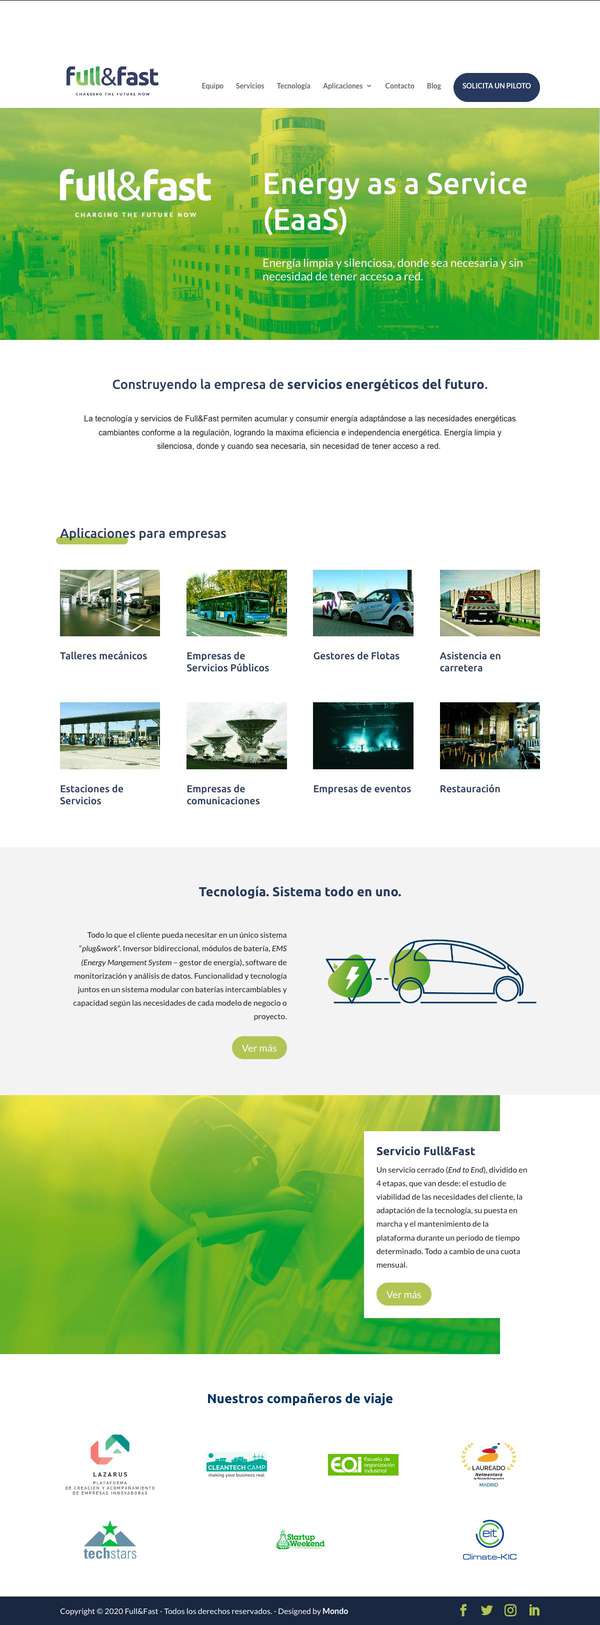 full&fast
CHARGING THE FUTURE NOW
Equipo Servicios Tecnología Aplicaciones Contacto Blog SOLICITA UN PILOTO
full&fast
CHARGING THE FUTURE NOW
Energy as a Service
(EaaS)
Energía limpia y silenciosa, donde sea necesaria y sin
necesidad de tener acceso a red.
Construyendo la empresa de servicios energéticos del futuro.
La tecnología y servicios de Full&Fast permiten acumular y consumir energía adaptándose a las necesidades energéticas
cambiantes conforme a la regulación, logrando la maxima eficiencia e independencia energética. Energía limpia y
silenciosa, donde y cuando sea necesaria, sin necesidad de tener acceso a red.
Aplicaciones para empresas
Talleres mecánicos
Empresas de
Servicios Públicos
Gestores de Flotas
Asistencia en
carretera
Estaciones de
Servicios
Empresas de
comunicaciones
Empresas de eventos
Restauración
Tecnología. Sistema todo en uno.
Todo lo que el cliente pueda necesitar en un único sistema
"plug&work". Inversor bidireccional, módulos de batería, EMS
(Energy Mangement System – gestor de energía), software de
monitorización y análisis de datos. Funcionalidad y tecnología
juntos en un sistema modular con baterías intercambiables y
capacidad según las necesidades de cada modelo de negocio o
proyecto.
Ver más
Servicio Full&Fast
Un servicio cerrado (End to End), dividido en
4 etapas, que van desde: el estudio de
viabilidad de las necesidades del cliente, la
adaptación de la tecnología, su puesta en
marcha y el mantenimiento de la
plataforma durante un periodo de tiempo
determinado. Todo a cambio de una cuota
mensual.
Ver más
Nuestros compañeros de viaje
LAZARUS
PLATAFORMA
DE CREACIÓN Y ACOMPAÑAMIENTO
DE EMPRESAS INNOVADORAS
CLEANTECH CAMP
making your business real
EOI Escuela de
organización
industrial
LAUREADO
Netmentora
MADRID
techstars
Startup
Weekend
eit
Climate-KIC
Copyright © 2020 Full&Fast - Todos los derechos reservados. - Designed by Mondo